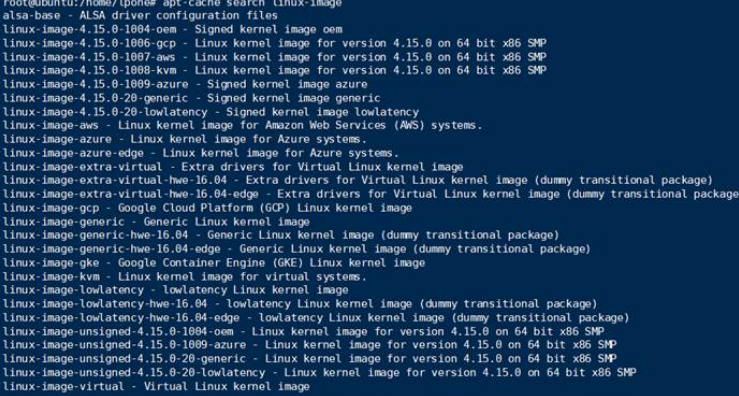 root@ubuntu:/home/lpone# apt-cache search linux-image
alsa-base - ALSA driver configuration files
linux-image-4.15.0-1004-oem - Signed kernel image oem
linux-image-4.15.0-1006-gcp - Linux kernel image for version 4.15.0 on 64 bit x86 SMP
linux-image-4.15.0-1007-aws - Linux kernel image for version 4.15.0 on 64 bit x86 SMP
linux-image-4.15.0-1008-kvm - Linux kernel image for version 4.15.0 on 64 bit x86 SMP
linux-image-4.15.0-1009-azure - Signed kernel image azure
linux-image-4.15.0-20-generic - Signed kernel image generic
linux-image-4.15.0-20-lowlatency - Signed kernel image lowlatency
linux-image-aws - Linux kernel image for Amazon Web Services (AWS) systems.
linux-image-azure - Linux kernel image for Azure systems.
linux-image-azure-edge - Linux kernel image for Azure systems.
linux-image-extra-virtual - Extra drivers for Virtual Linux kernel image
linux-image-extra-virtual-hwe-16.04 - Extra drivers for Virtual Linux kernel image (dummy transitional package)
linux-image-extra-virtual-hwe-16.04-edge - Extra drivers for Virtual Linux kernel image (dummy transitional package
linux-image-gcp - Google Cloud Platform (GCP) Linux kernel image
linux-image-generic - Generic Linux kernel image
linux-image-generic-hwe-16.04 - Generic Linux kernel image (dummy transitional package)
linux-image-generic-hwe-16.04-edge - Generic Linux kernel image (dummy transitional package)
linux-image-gke - Google Container Engine (GKE) Linux kernel image
linux-image-kvm - Linux kernel image for virtual systems.
linux-image-lowlatency - lowlatency Linux kernel image
linux-image-lowlatency-hwe-16.04 - lowlatency Linux kernel image (dummy transitional package)
linux-image-lowlatency-hwe-16.04-edge - lowlatency Linux kernel image (dummy transitional package)
linux-image-unsigned-4.15.0-1004-oem - Linux kernel image for version 4.15.0 on 64 bit x86 SMP
linux-image-unsigned-4.15.0-1009-azure - Linux kernel image for version 4.15.0 on 64 bit x86 SMP
linux-image-unsigned-4.15.0-20-generic - Linux kernel image for version 4.15.0 on 64 bit x86 SMP
linux-image-unsigned-4.15.0-20-lowlatency - Linux kernel image for version 4.15.0 on 64 bit x86 SMP
linux-image-virtual - Virtual Linux kernel image